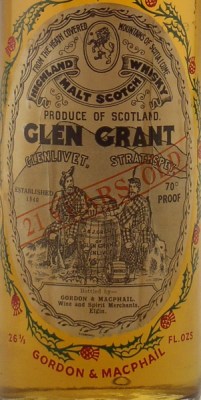 FROM THE HEATH COVERED MOUNTAINS OF SCOTLAND.
HIGHLAND WHISKY
MALT SCOTCH
PRODUCE OF SCOTLAND.
GLEN GRANT
GLENLIVET, STRATHSPEY
21 YEARS OLD
ESTABLISHED
1840
70°
PROOF
Bottled by—
GORDON & MACPHAIL,
Wine and Spirit Merchants,
Elgin.
26⅔ FL.OZS
GORDON & MACPHAIL